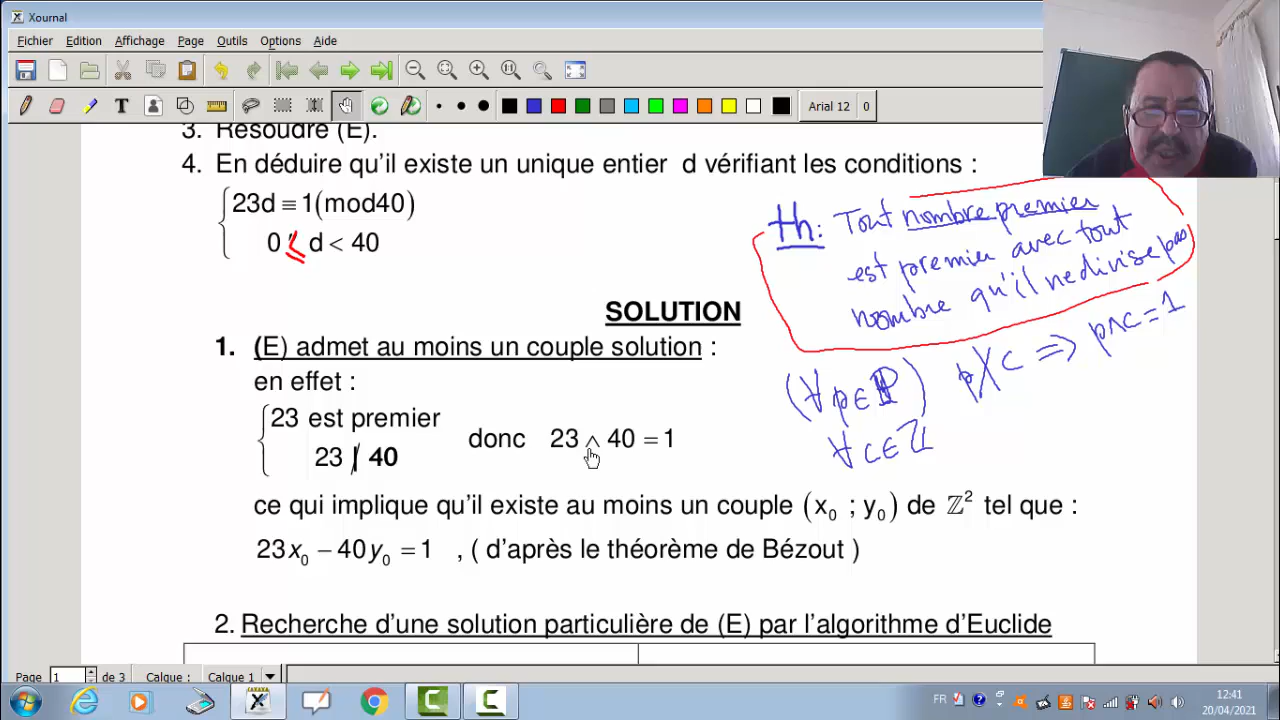 Xournal
Fichier Edition Affichage Page Outils Options Aide
Arial 12 0
3. Résoudre (E).
4. En déduire qu'il existe un unique entier d vérifiant les conditions :
23d ≡ 1(mod40)
0 ≤ d < 40
th: Tout nombre premier
est premier avec tout
nombre qu'il ne divise pas
SOLUTION
1. (E) admet au moins un couple solution :
en effet :
23 est premier
23 ∤ 40
donc 23 ∧ 40 = 1
(∀p∈ℙ) p∤c ⟹ p∧c=1
∀c∈ℤ
ce qui implique qu'il existe au moins un couple (x₀ ; y₀) de ℤ² tel que :
23x₀ − 40y₀ = 1 , ( d'après le théorème de Bézout )
2. Recherche d'une solution particulière de (E) par l'algorithme d'Euclide
Page 1 de 3 Calque : Calque 1
FR 12:41
20/04/2021